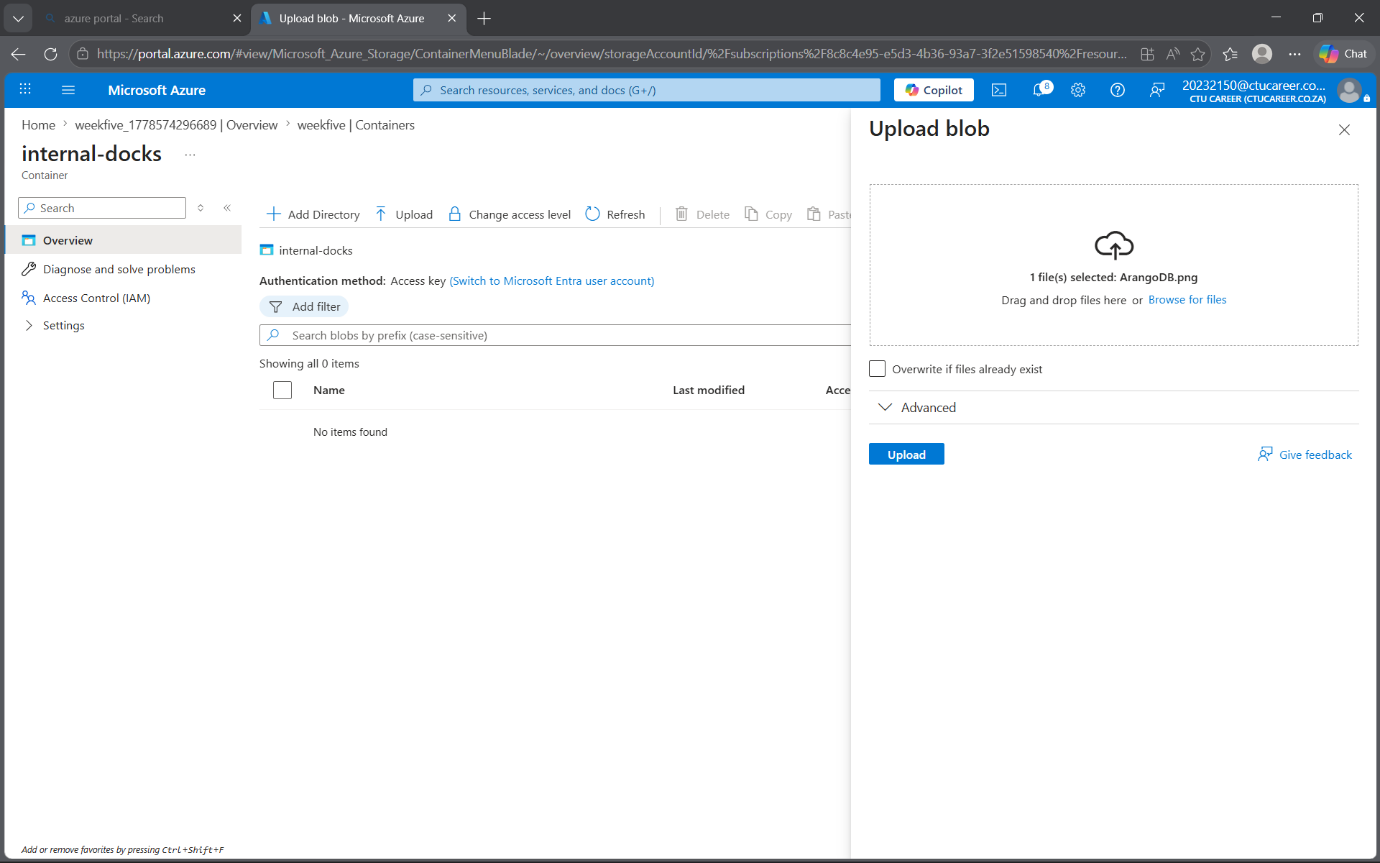 azure portal - Search
Upload blob - Microsoft Azure
https://portal.azure.com/#view/Microsoft_Azure_Storage/ContainerMenuBlade/~/overview/storageAccountId/%2Fsubscriptions%2F8c8c4e95-e5d3-4b36-93a7-3f2e51598540%2Fresour...
Chat
Microsoft Azure
Search resources, services, and docs (G+/)
Copilot
8
20232150@ctucareer.co...
CTU CAREER (CTUCAREER.CO.ZA)
Home > weekfive_1778574296689 | Overview > weekfive | Containers
internal-docks ...
Container
Search
Overview
Diagnose and solve problems
Access Control (IAM)
Settings
Add Directory
Upload
Change access level
Refresh
Delete
Copy
Paste
internal-docks
Authentication method: Access key (Switch to Microsoft Entra user account)
Add filter
Search blobs by prefix (case-sensitive)
Showing all 0 items
Name
Last modified
Acce
No items found
Upload blob
1 file(s) selected: ArangoDB.png
Drag and drop files here or Browse for files
Overwrite if files already exist
Advanced
Upload
Give feedback
Add or remove favorites by pressing Ctrl+Shift+F